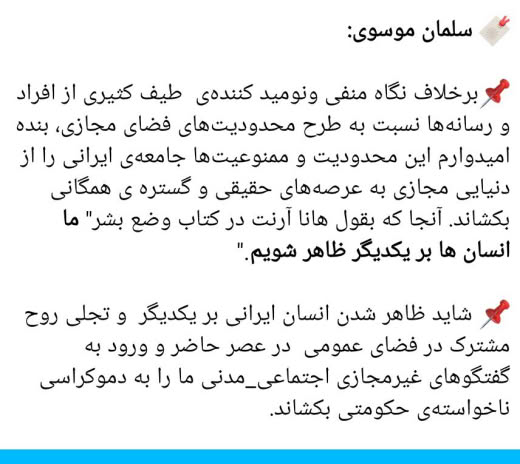 سلمان موسوی:
برخلاف نگاه منفی ونومید کننده‌ی طیف کثیری از افراد
و رسانه‌ها نسبت به طرح محدودیت‌های فضای مجازی، بنده
امیدوارم این محدودیت و ممنوعیت‌ها جامعه‌ی ایرانی را از
دنیایی مجازی به عرصه‌های حقیقی و گستره ی همگانی
بکشاند. آنجا که بقول هانا آرنت در کتاب وضع بشر" ما
انسان ها بر یکدیگر ظاهر شویم."
شاید ظاهر شدن انسان ایرانی بر یکدیگر و تجلی روح
مشترک در فضای عمومی در عصر حاضر و ورود به
گفتگوهای غیرمجازی اجتماعی_مدنی ما را به دموکراسی
ناخواسته‌ی حکومتی بکشاند.